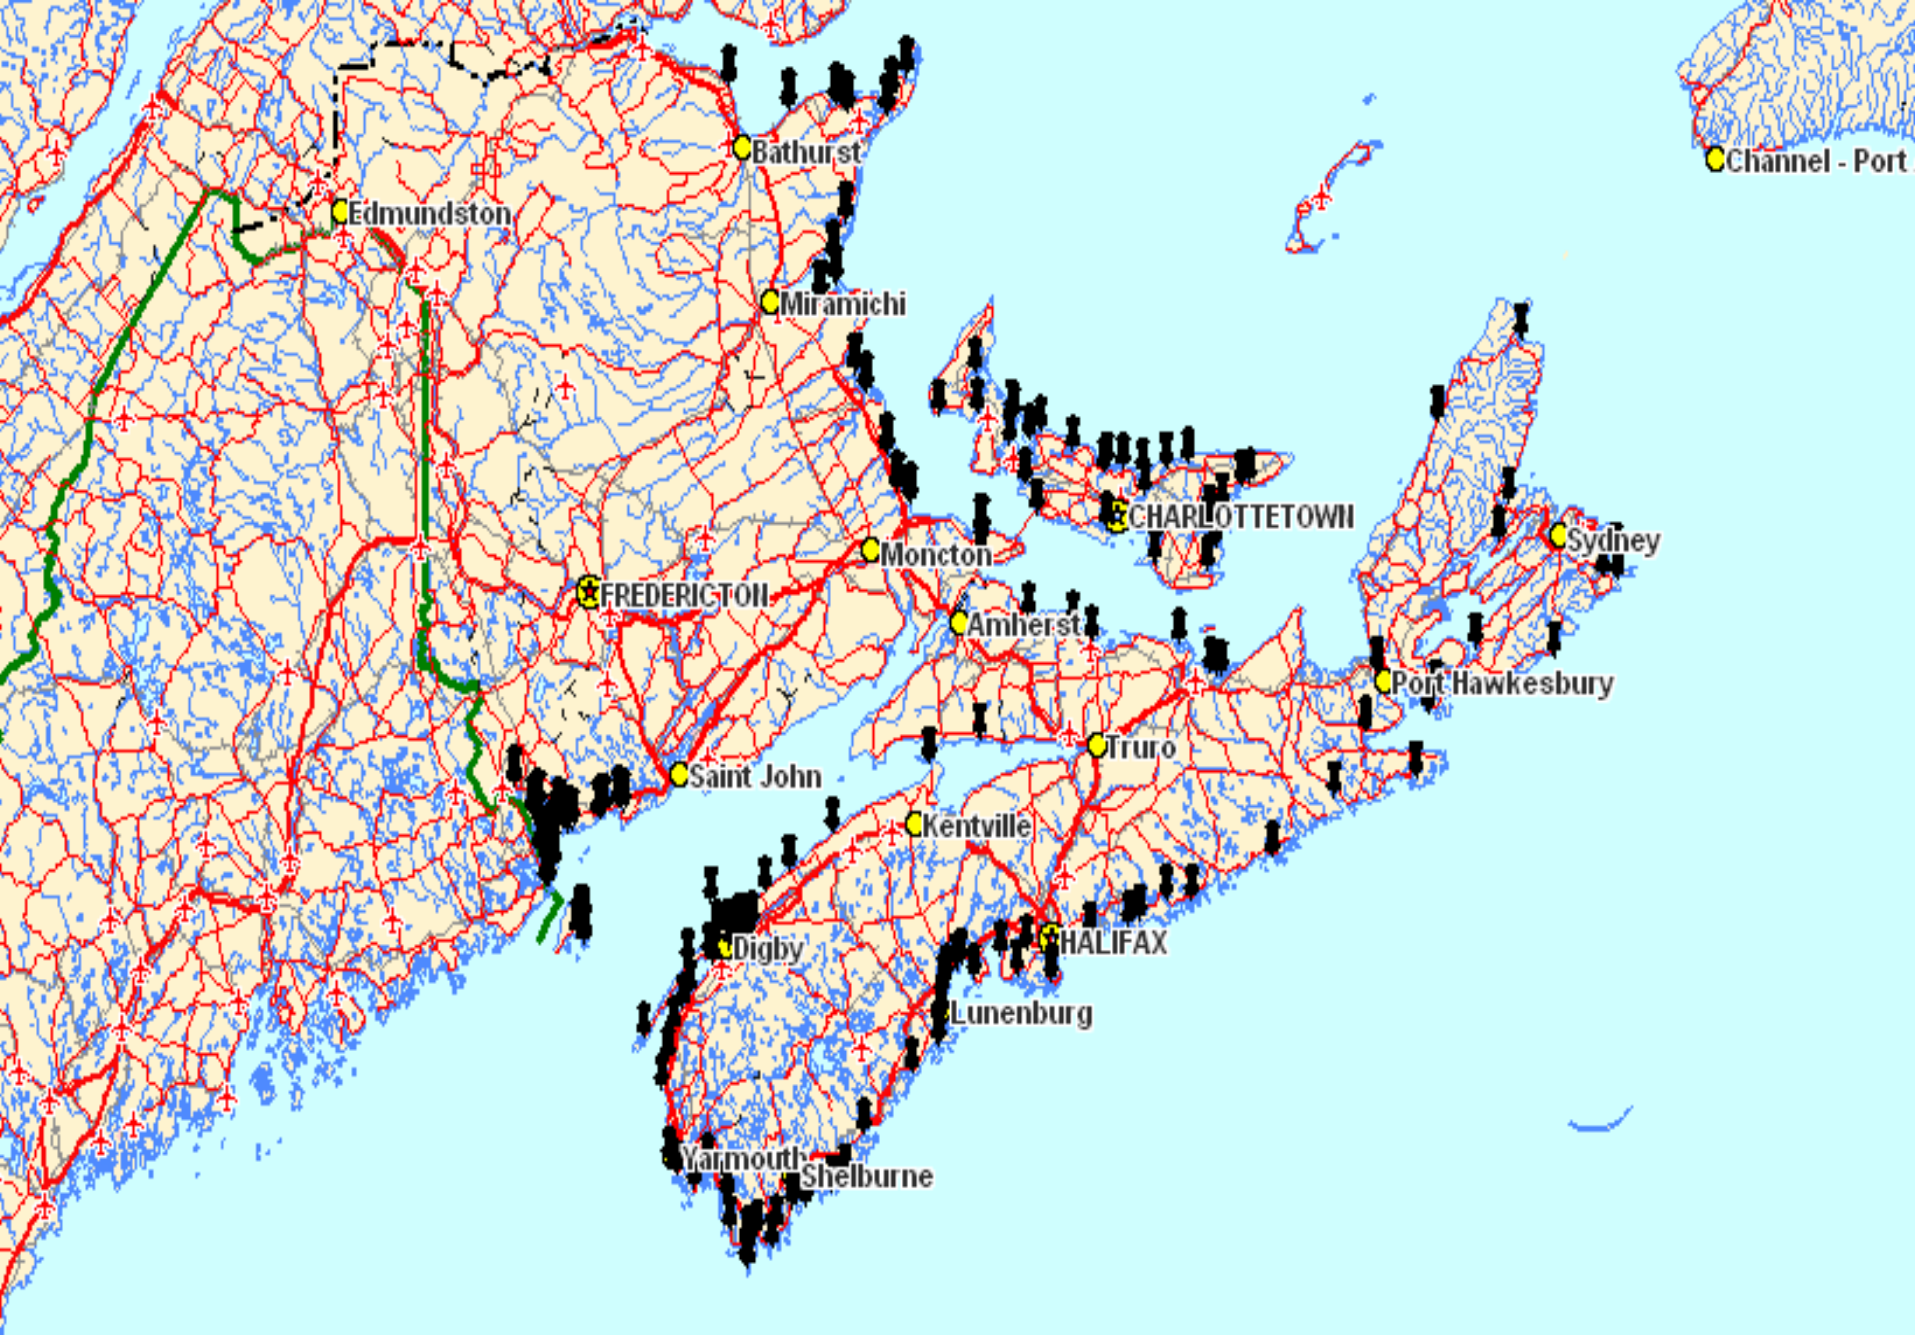 Bathurst
Channel - Port
Edmundston
Miramichi
CHARLOTTETOWN
Sydney
Moncton
FREDERICTON
Amherst
Port Hawkesbury
Truro
Saint John
Kentville
HALIFAX
Digby
Lunenburg
Yarmouth
Shelburne